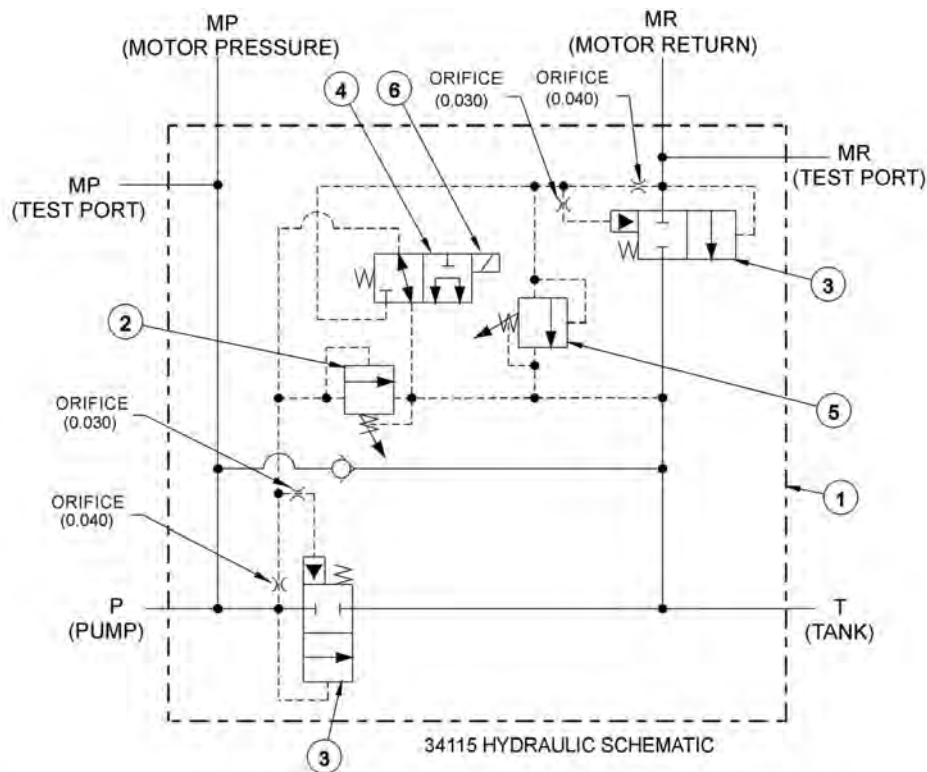 MP
(MOTOR PRESSURE)
MR
(MOTOR RETURN)
4
6
ORIFICE
(0.030)
ORIFICE
(0.040)
MP
(TEST PORT)
MR
(TEST PORT)
3
2
5
ORIFICE
(0.030)
ORIFICE
(0.040)
1
P
(PUMP)
T
(TANK)
3
34115 HYDRAULIC SCHEMATIC